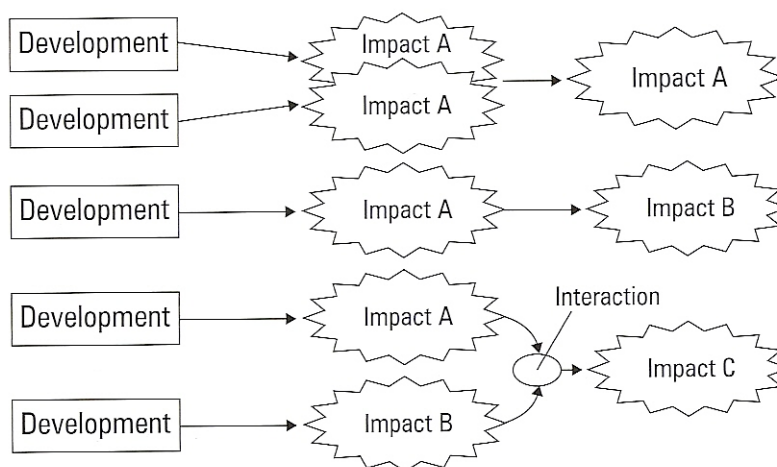 Development
Impact A
Impact A
Development
Impact A
Development
Impact A
Impact B
Development
Impact A
Interaction
Impact C
Development
Impact B